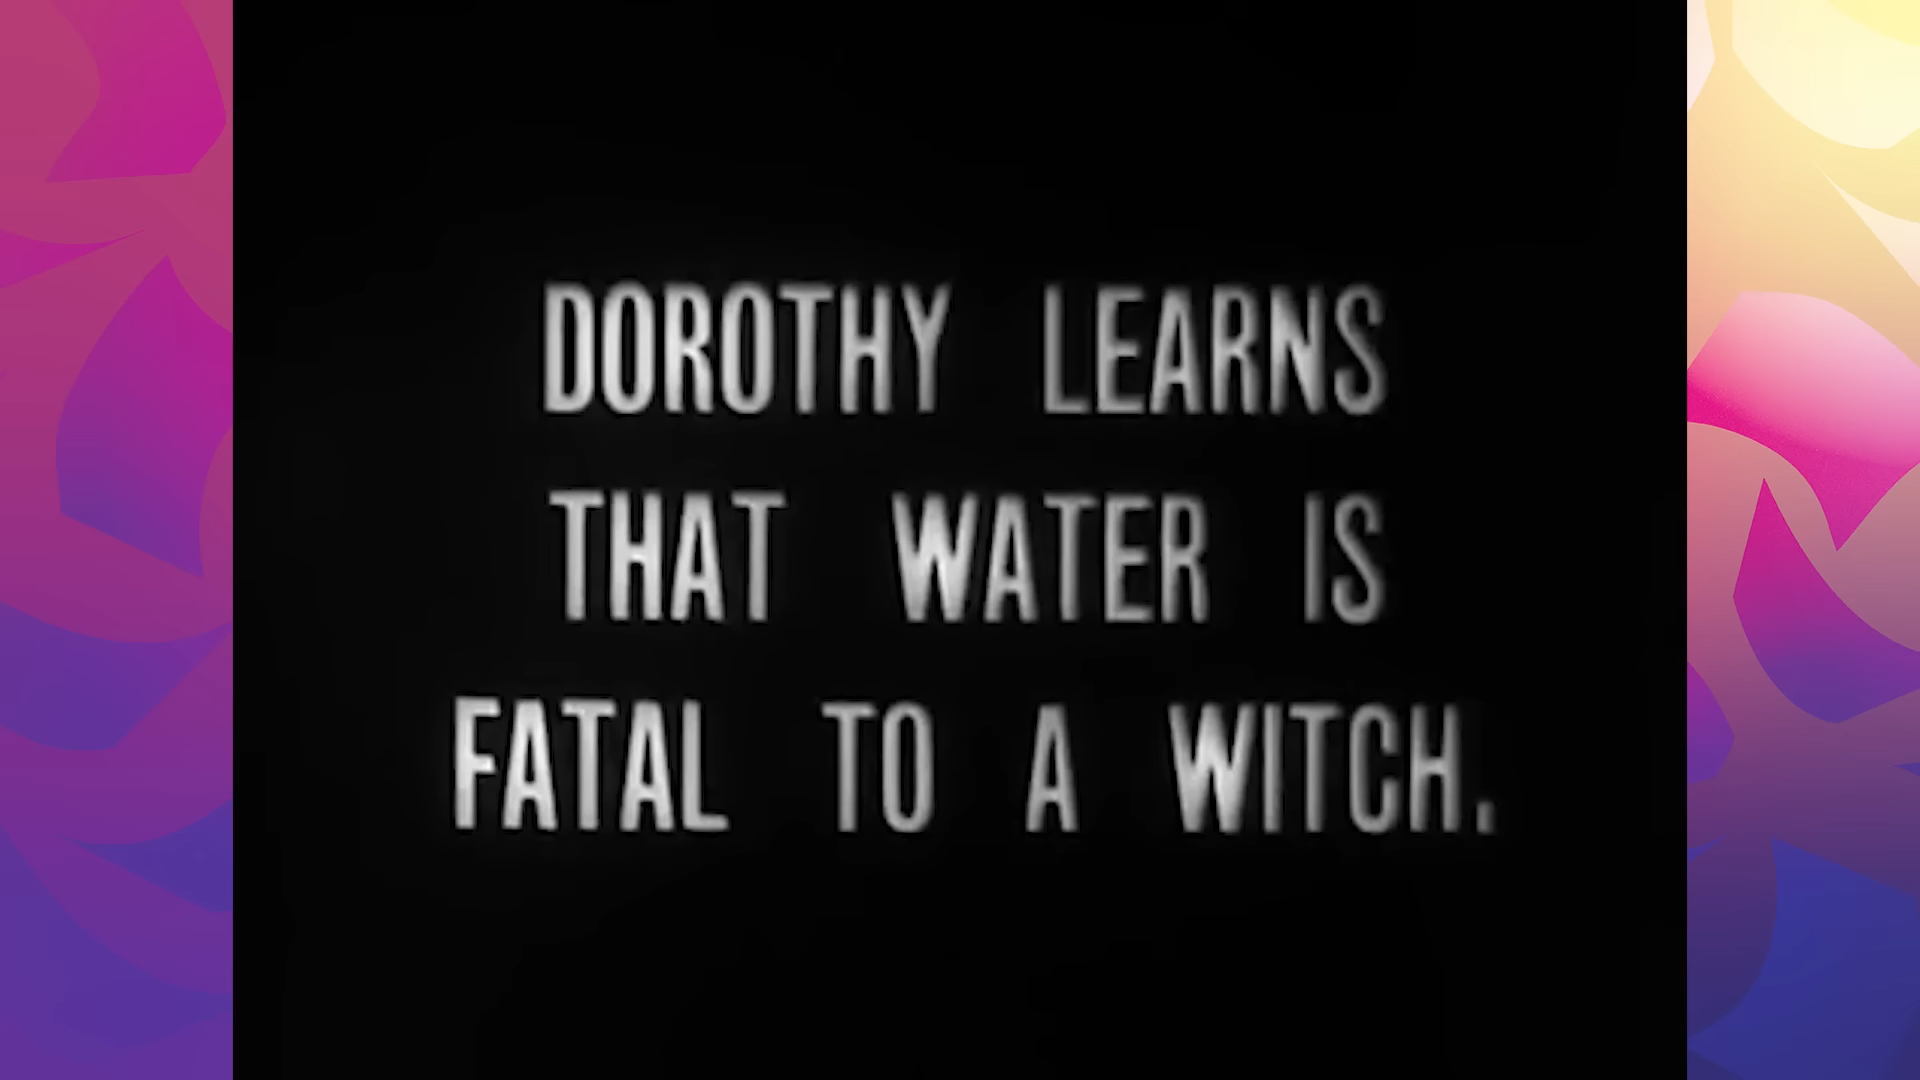 DOROTHY LEARNS
THAT WATER IS
FATAL TO A WITCH.